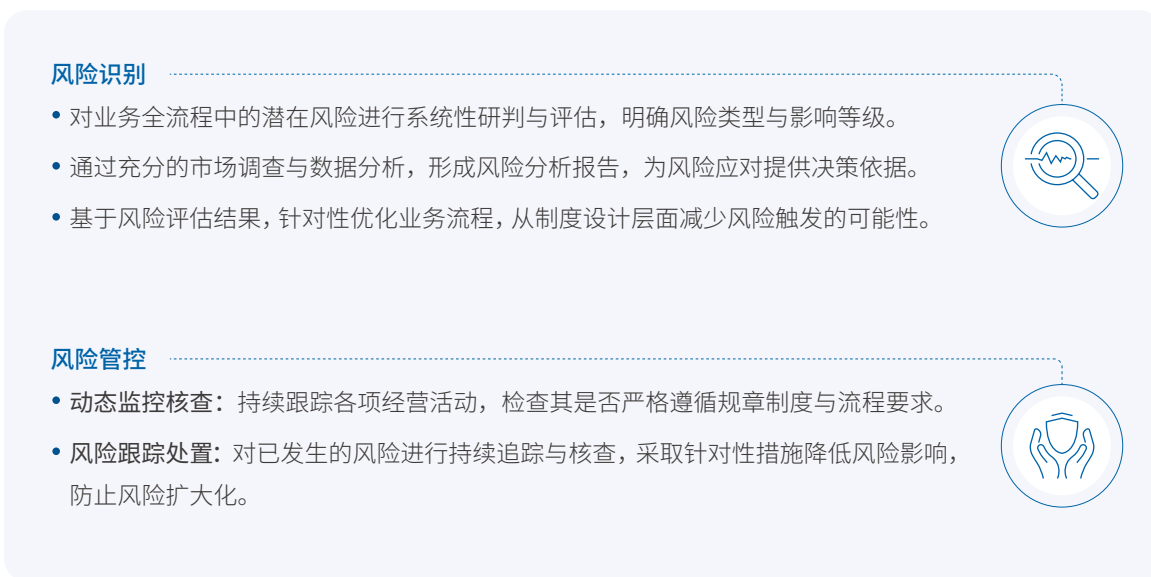 风险识别
• 对业务全流程中的潜在风险进行系统性研判与评估，明确风险类型与影响等级。
• 通过充分的市场调查与数据分析，形成风险分析报告，为风险应对提供决策依据。
• 基于风险评估结果，针对性优化业务流程，从制度设计层面减少风险触发的可能性。
风险管控
• 动态监控核查：持续跟踪各项经营活动，检查其是否严格遵循规章制度与流程要求。
• 风险跟踪处置：对已发生的风险进行持续追踪与核查，采取针对性措施降低风险影响，
防止风险扩大化。